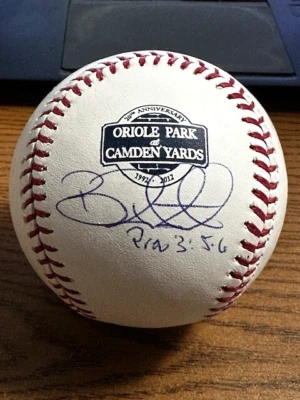 20th ANNIVERSARY
ORIOLE PARK
at
CAMDEN YARDS
1992 2012
Prov 3:5-6